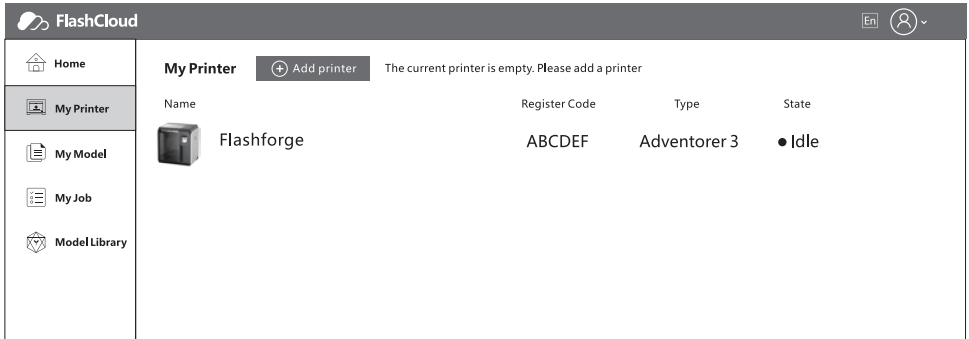 FlashCloud
En
Home
My Printer
My Model
My Job
Model Library
My Printer
Add printer
The current printer is empty. Please add a printer
Name Register Code Type State
Flashforge ABCDEF Adventorer 3 Idle